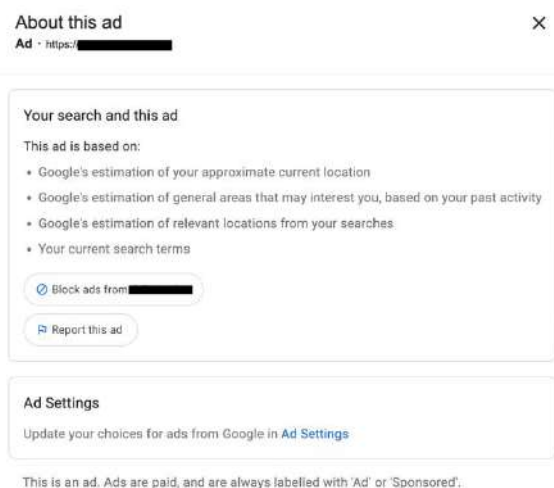 About this ad
Ad · https:/
Your search and this ad
This ad is based on:
• Google's estimation of your approximate current location
• Google's estimation of general areas that may interest you, based on your past activity
• Google's estimation of relevant locations from your searches
• Your current search terms
Block ads from
Report this ad
Ad Settings
Update your choices for ads from Google in Ad Settings
This is an ad. Ads are paid, and are always labelled with 'Ad' or 'Sponsored'.